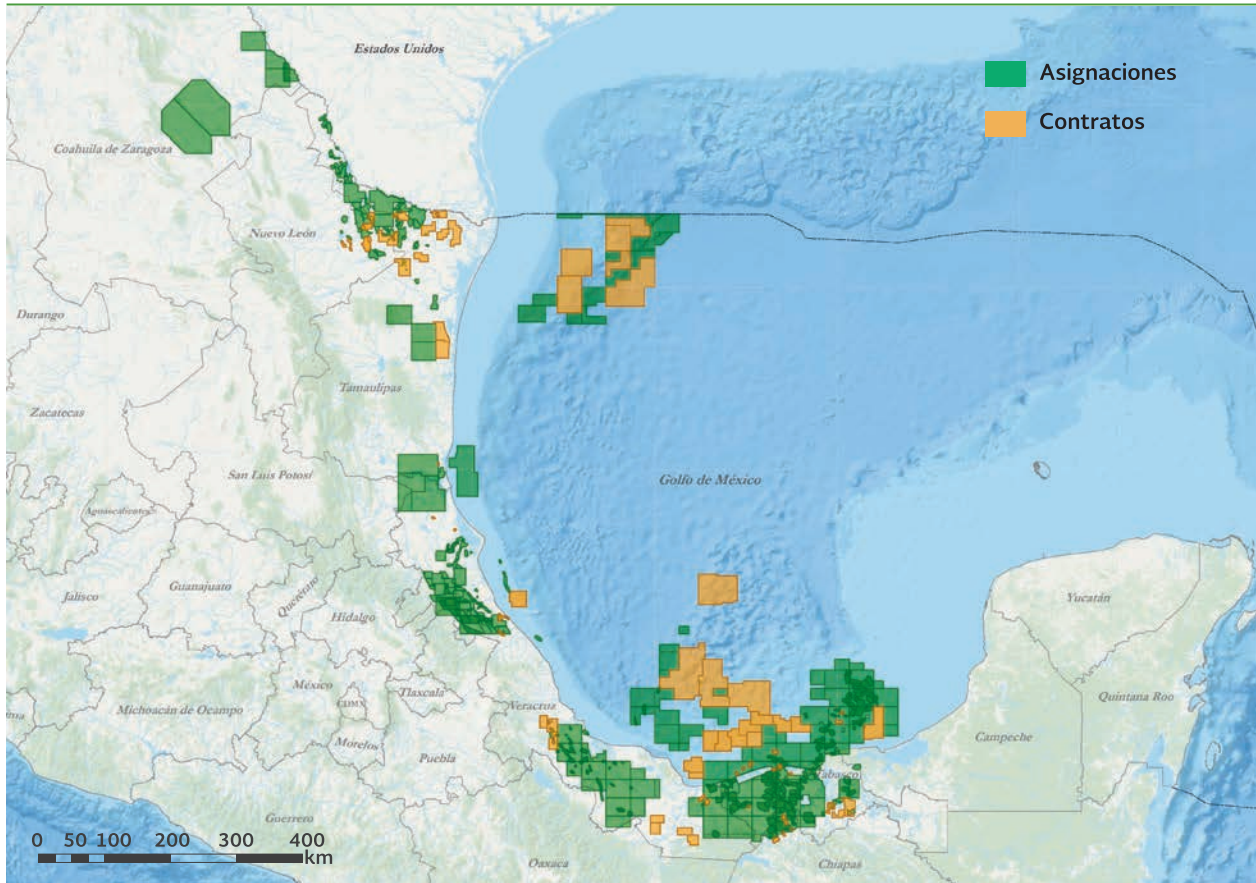 Estados Unidos
Asignaciones
Contratos
Coahuila de Zaragoza
Nuevo León
Durango
Tamaulipas
Zacatecas
San Luis Potosí
Golfo de México
Aguascalientes
Guanajuato
Jalisco
Querétaro
Hidalgo
Yucatán
México
Tlaxcala
Quintana Roo
CDMX
Michoacán de Ocampo
Veracruz
Morelos
Puebla
Campeche
Tabasco
Guerrero
0 50 100 200 300 400
km
Oaxaca
Chiapas